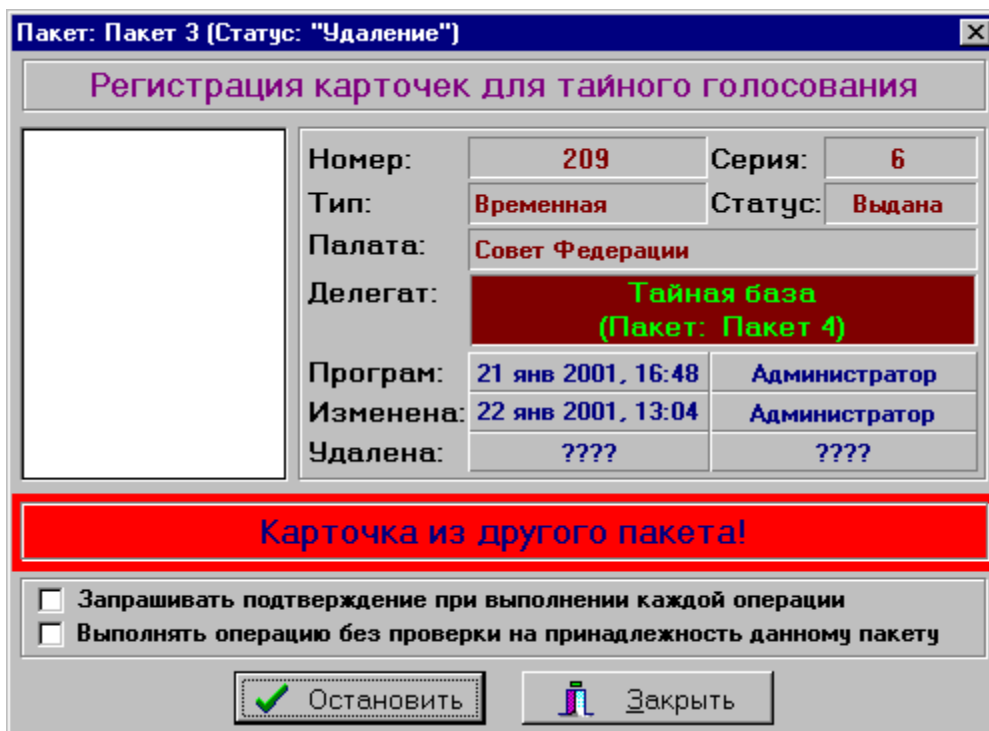 Пакет: Пакет 3 (Статус: "Удаление")
Регистрация карточек для тайного голосования
Номер: 209 Серия: 6
Тип: Временная Статус: Выдана
Палата: Совет Федерации
Делегат: Тайная база
(Пакет: Пакет 4)
Програм: 21 янв 2001, 16:48 Администратор
Изменена: 22 янв 2001, 13:04 Администратор
Удалена: ???? ????
Карточка из другого пакета!
Запрашивать подтверждение при выполнении каждой операции
Выполнять операцию без проверки на принадлежность данному пакету
Остановить Закрыть